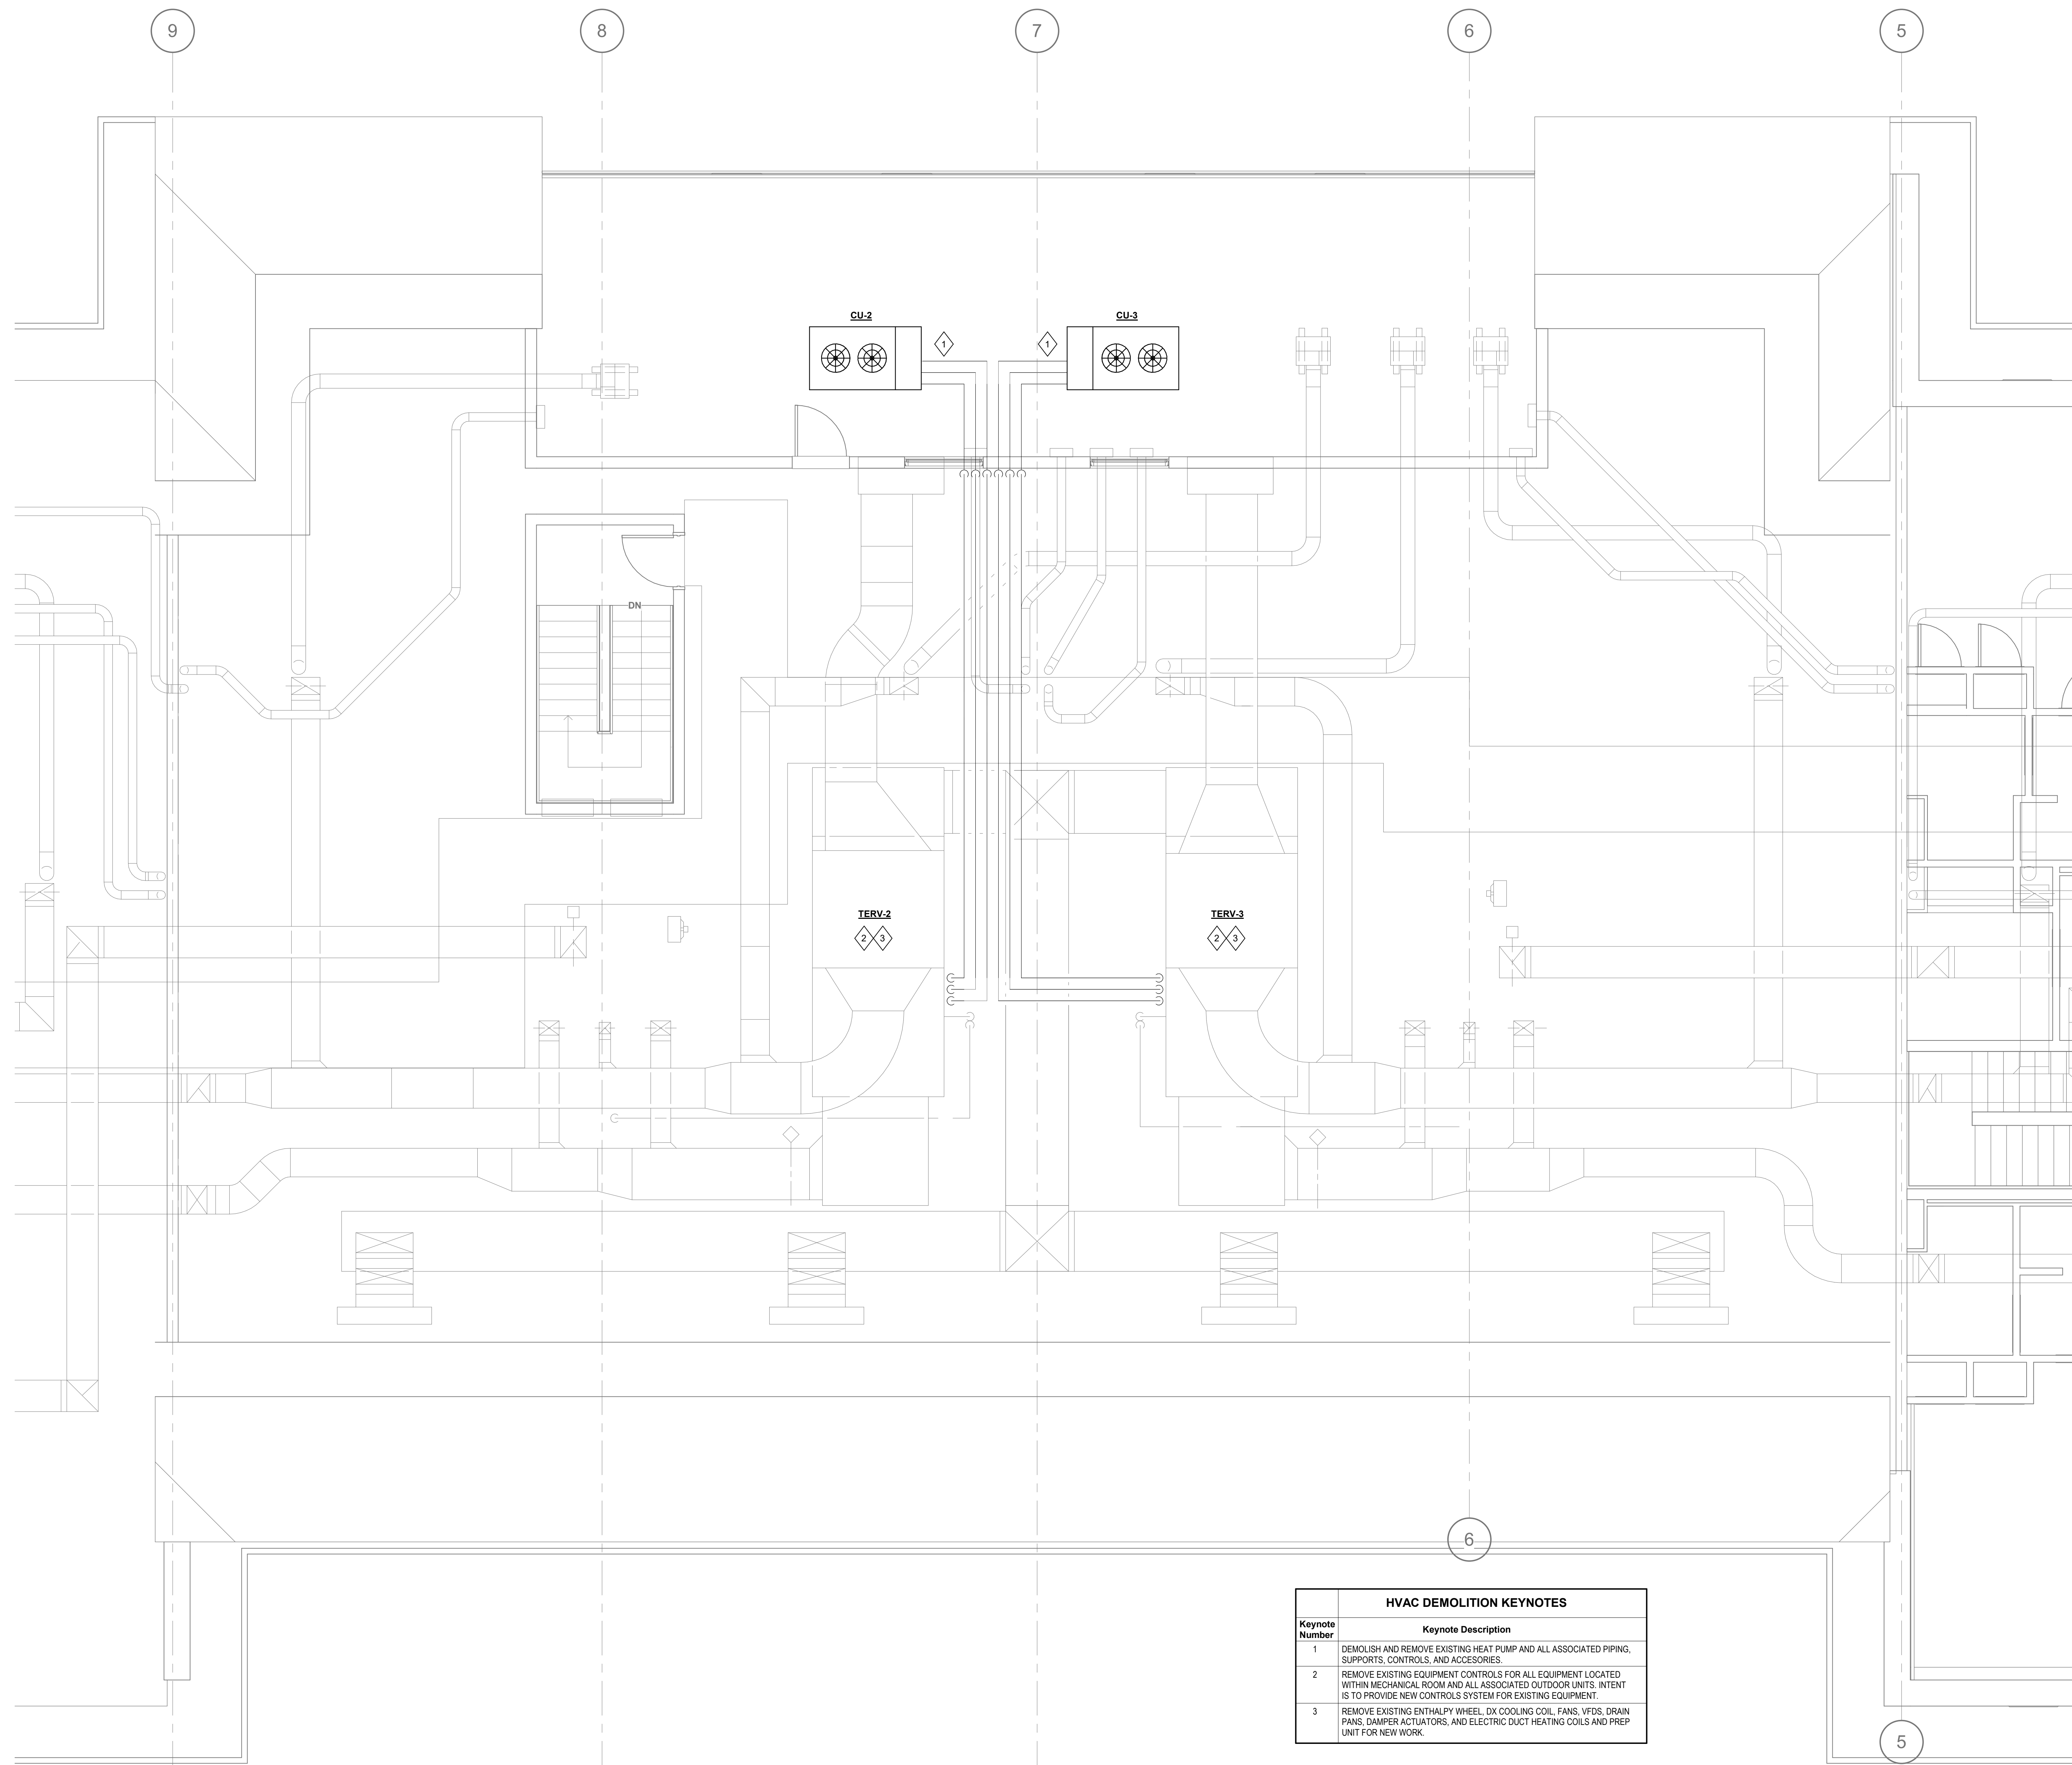 9
8
7
6
5
CU-2
CU-3
1
1
DN
TERV-2
TERV-3
2 3
2 3
6
HVAC DEMOLITION KEYNOTES
Keynote Number
Keynote Description
1
DEMOLISH AND REMOVE EXISTING HEAT PUMP AND ALL ASSOCIATED PIPING,
SUPPORTS, CONTROLS, AND ACCESORIES.
2
REMOVE EXISTING EQUIPMENT CONTROLS FOR ALL EQUIPMENT LOCATED
WITHIN MECHANICAL ROOM AND ALL ASSOCIATED OUTDOOR UNITS. INTENT
IS TO PROVIDE NEW CONTROLS SYSTEM FOR EXISTING EQUIPMENT.
3
REMOVE EXISTING ENTHALPY WHEEL, DX COOLING COIL, FANS, VFDS, DRAIN
PANS, DAMPER ACTUATORS, AND ELECTRIC DUCT HEATING COILS AND PREP
UNIT FOR NEW WORK.
5